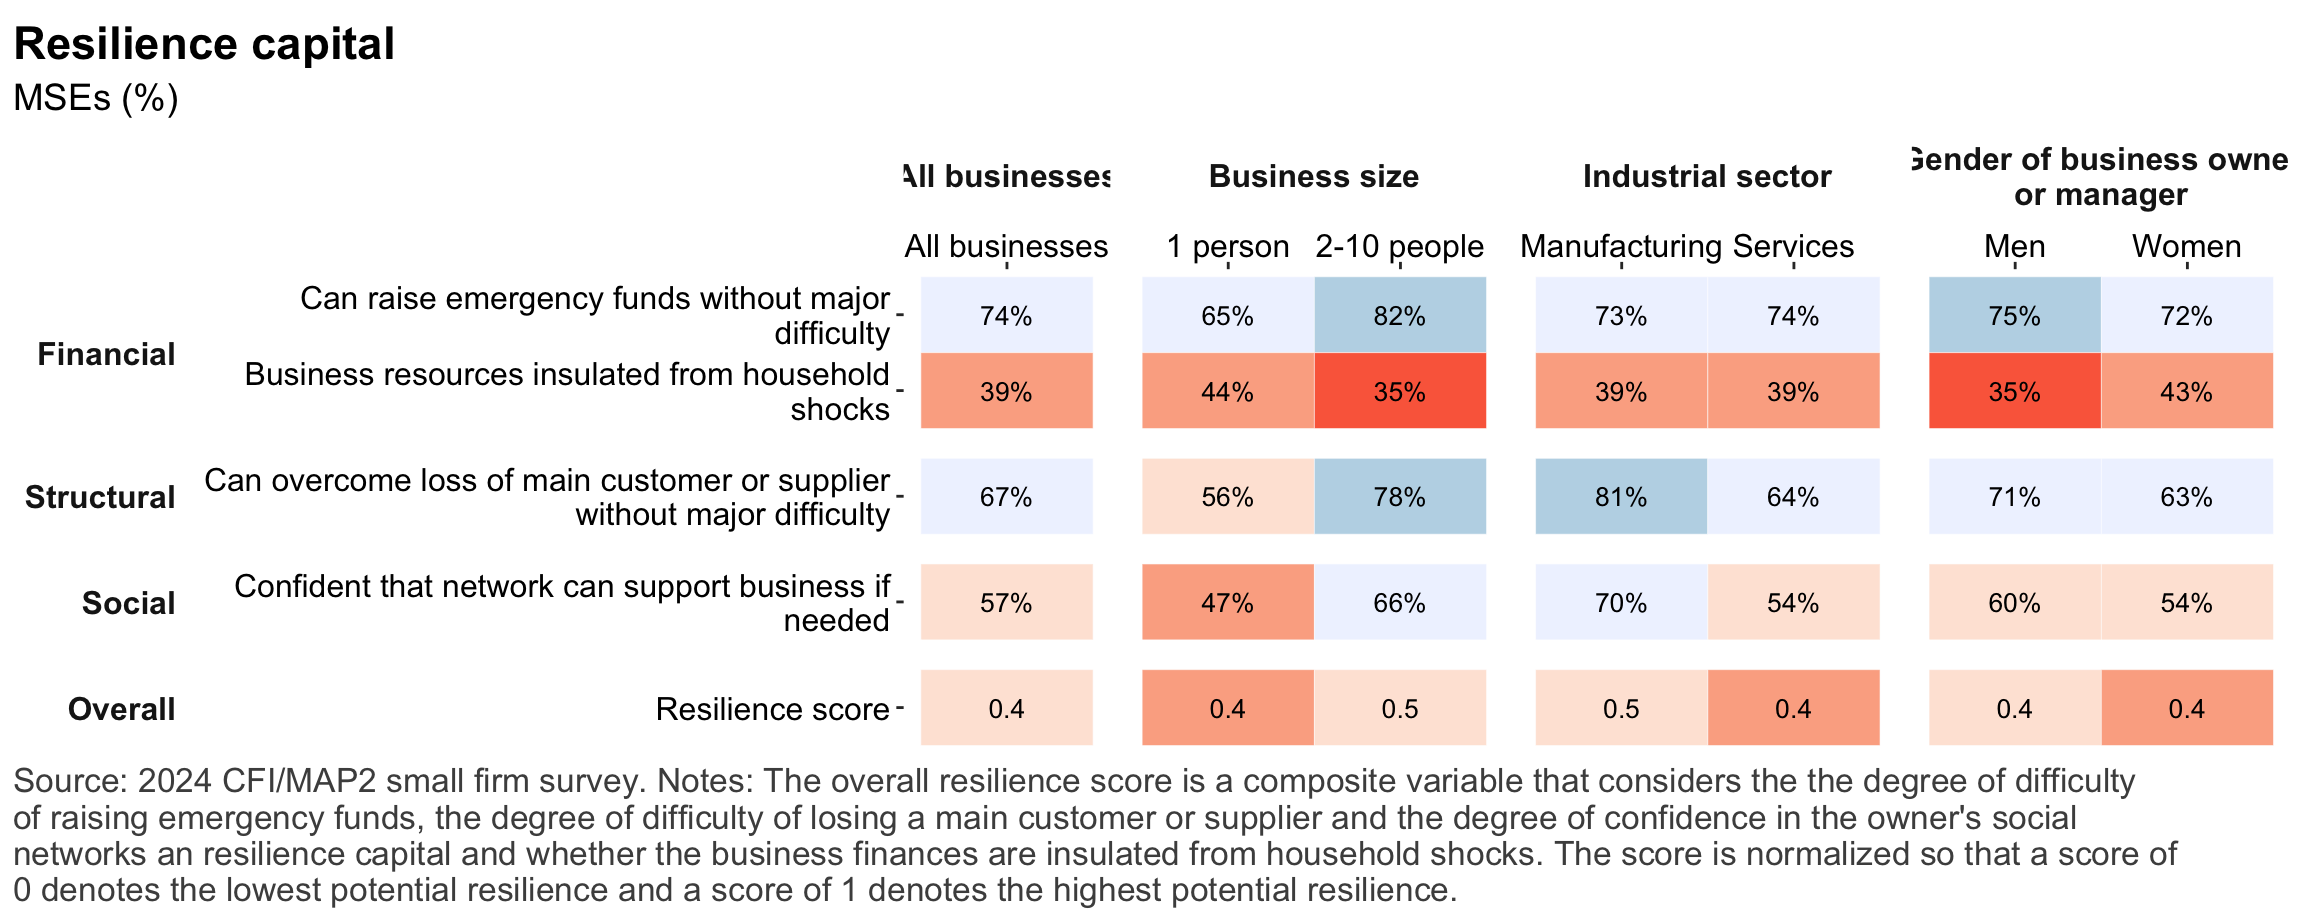 Resilience capital
MSEs (%)
All businesses
Business size
Industrial sector
Gender of business owne
or manager
All businesses
1 person
2-10 people
Manufacturing
Services
Men
Women
Financial
Can raise emergency funds without major
difficulty
74%
65%
82%
73%
74%
75%
72%
Business resources insulated from household
shocks
39%
44%
35%
39%
39%
35%
43%
Structural
Can overcome loss of main customer or supplier
without major difficulty
67%
56%
78%
81%
64%
71%
63%
Social
Confident that network can support business if
needed
57%
47%
66%
70%
54%
60%
54%
Overall
Resilience score
0.4
0.4
0.5
0.5
0.4
0.4
0.4
Source: 2024 CFI/MAP2 small firm survey. Notes: The overall resilience score is a composite variable that considers the the degree of difficulty
of raising emergency funds, the degree of difficulty of losing a main customer or supplier and the degree of confidence in the owner's social
networks an resilience capital and whether the business finances are insulated from household shocks. The score is normalized so that a score of
0 denotes the lowest potential resilience and a score of 1 denotes the highest potential resilience.